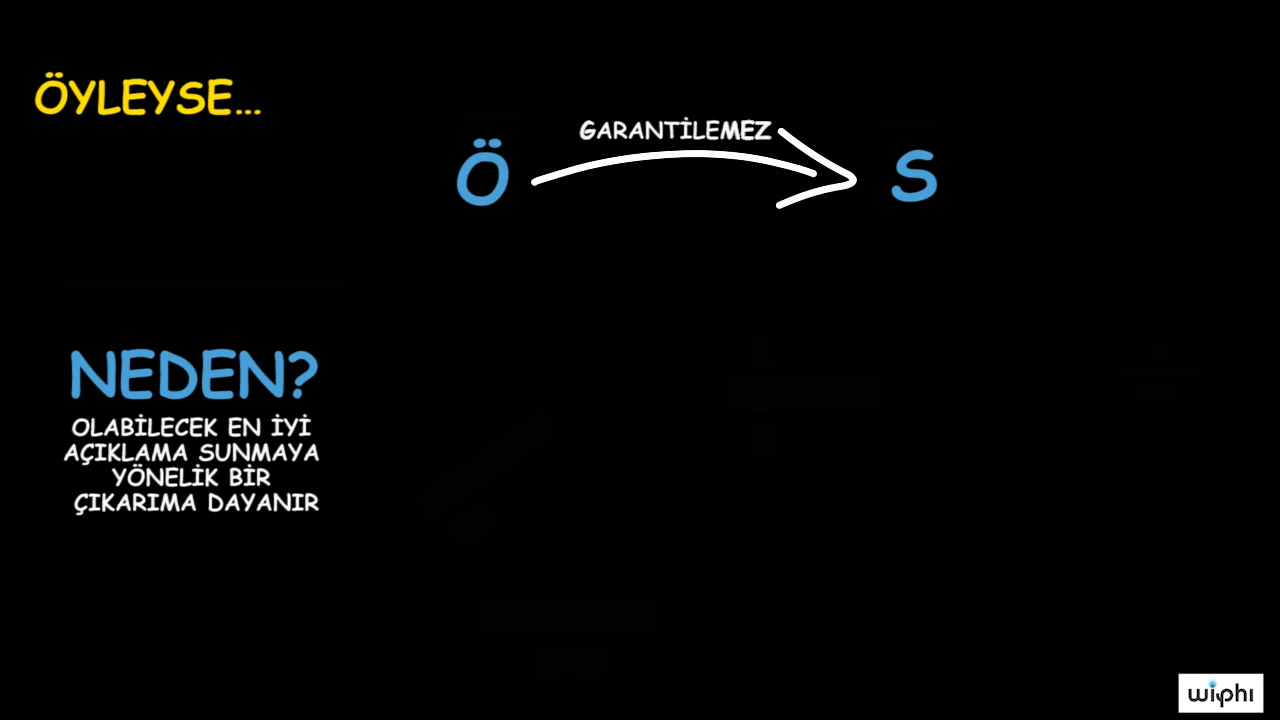 ÖYLEYSE...
GARANTİLEMEZ
Ö
S
NEDEN?
OLABİLECEK EN İYİ
AÇIKLAMA SUNMAYA
YÖNELİK BİR
ÇIKARIMA DAYANIR
wiphi